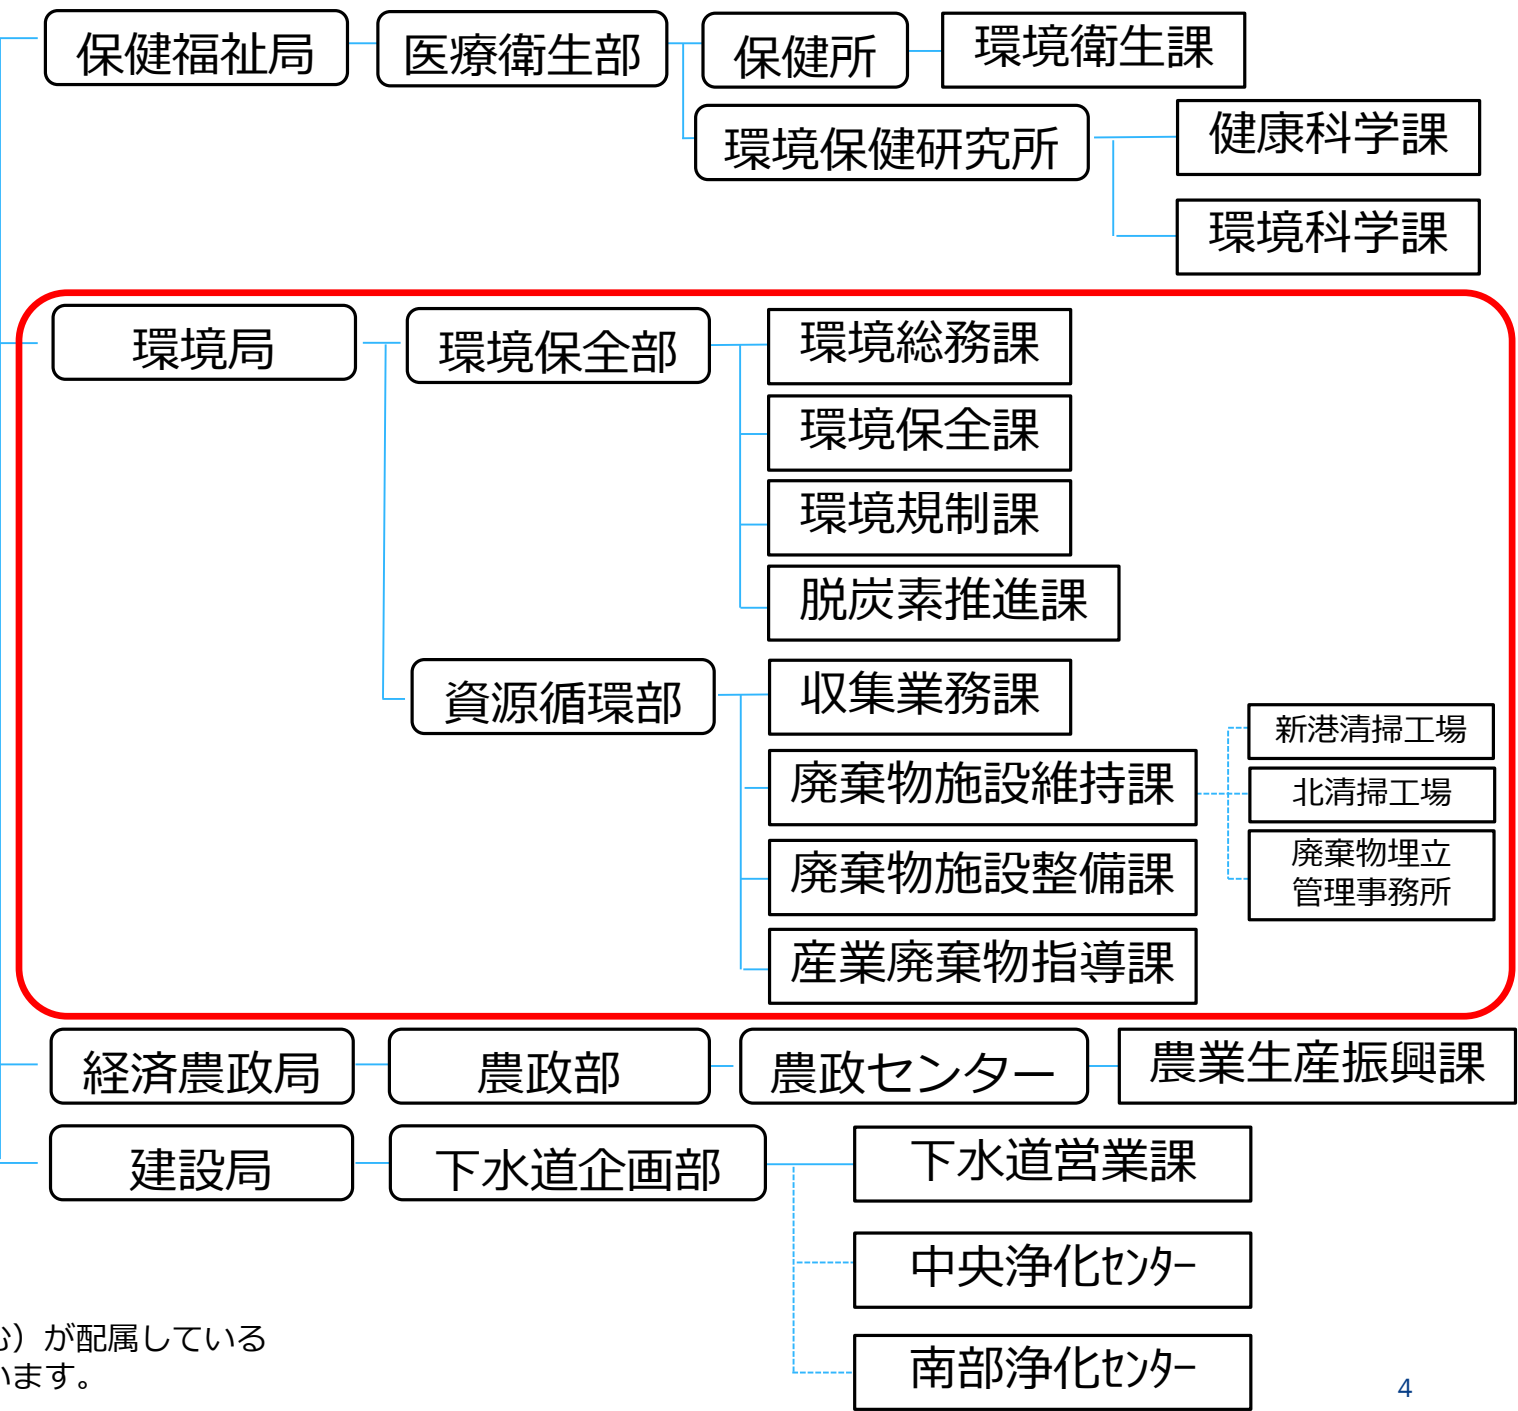 保健福祉局
医療衛生部
保健所
環境衛生課
環境保健研究所
健康科学課
環境科学課
環境局
環境保全部
環境総務課
環境保全課
環境規制課
脱炭素推進課
資源循環部
収集業務課
廃棄物施設維持課
新港清掃工場
北清掃工場
廃棄物埋立
管理事務所
廃棄物施設整備課
産業廃棄物指導課
経済農政局
農政部
農政センター
農業生産振興課
建設局
下水道企画部
下水道営業課
中央浄化ｾﾝﾀｰ
南部浄化ｾﾝﾀｰ
む）が配属している
います。
4